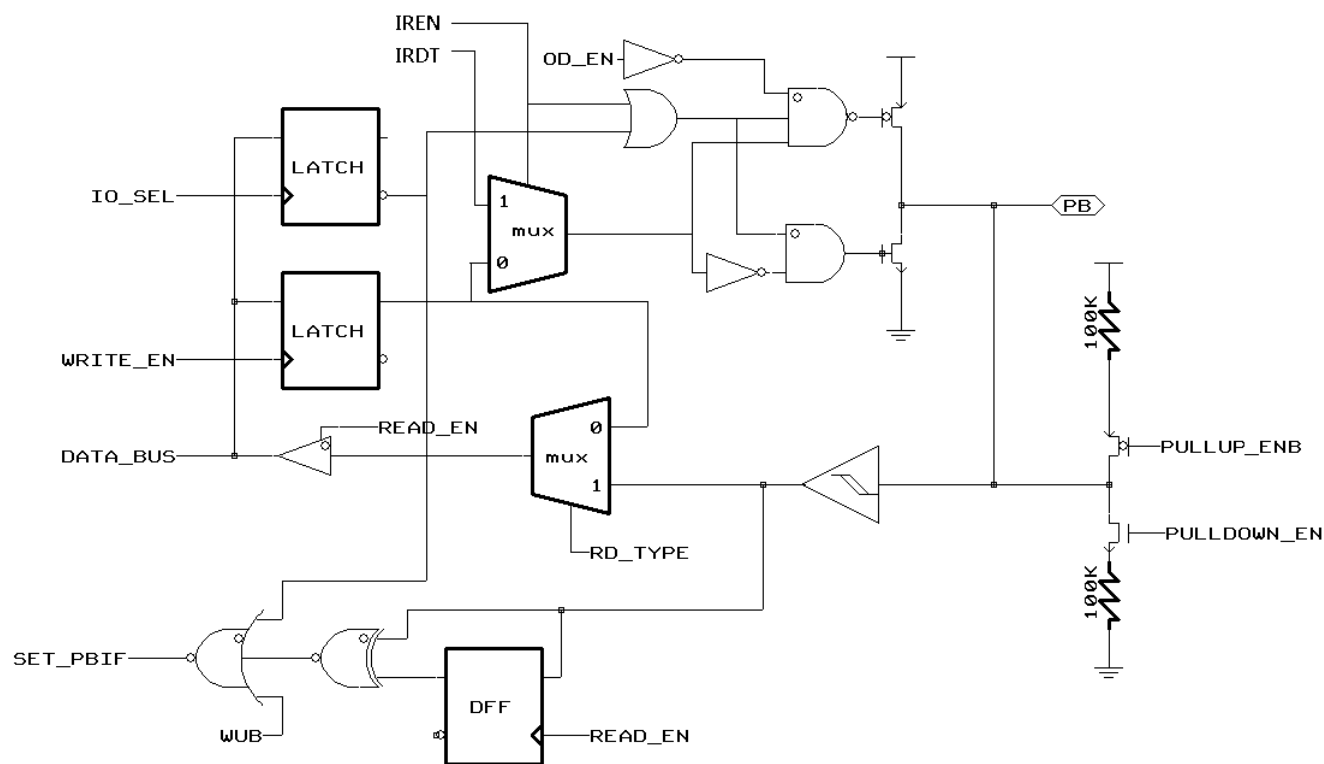 IREN
IRDT
OD_EN
LATCH
IO_SEL
1
mux
0
PB
LATCH
WRITE_EN
100K
READ_EN
0
DATA_BUS
mux
1
PULLUP_ENB
PULLDOWN_EN
RD_TYPE
100K
SET_PBIF
DFF
WUB
READ_EN